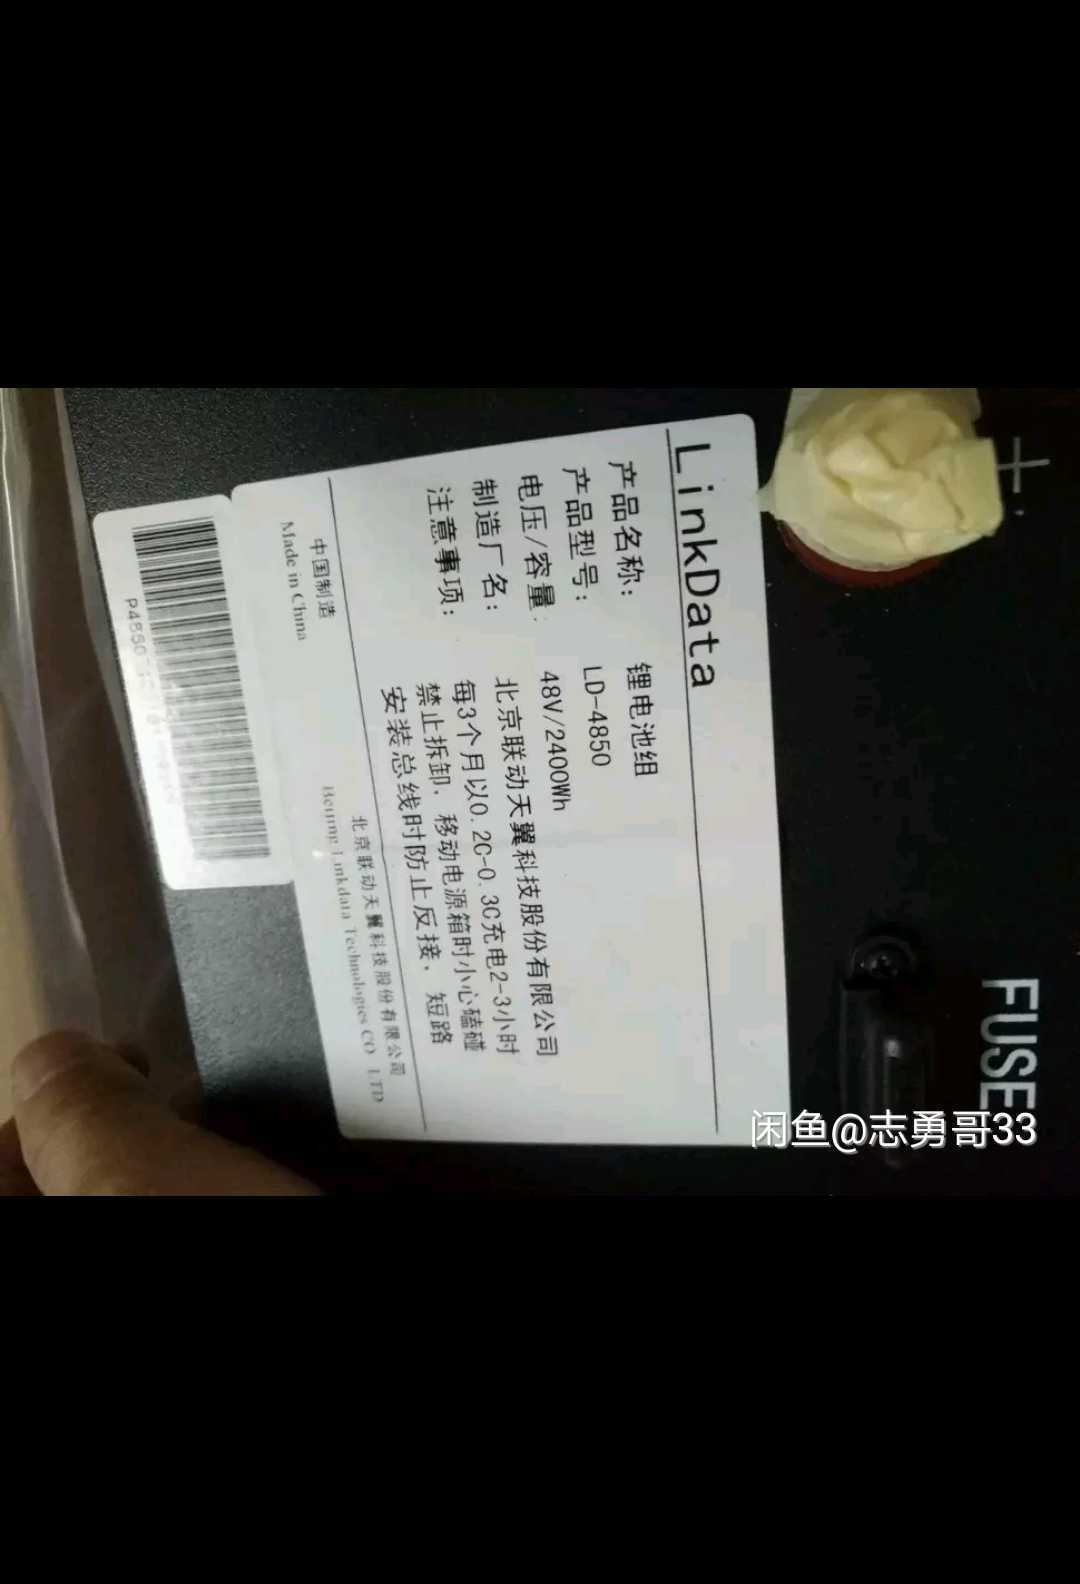 LinkData
产品名称: 锂电池组
产品型号: LD-4850
电压/容量: 48V/2400Wh
制造厂名: 北京联动天翼科技股份有限公司
注意事项: 每3个月以0.2C-0.3C充电2-3小时
禁止拆卸，移动电源箱时小心磕碰
安装总线时防止反接、短路
中国制造 北京联动天翼科技股份有限公司
Made in China Beijing Linkdata Technologies CO LTD
+
FUSE
闲鱼@志勇哥33